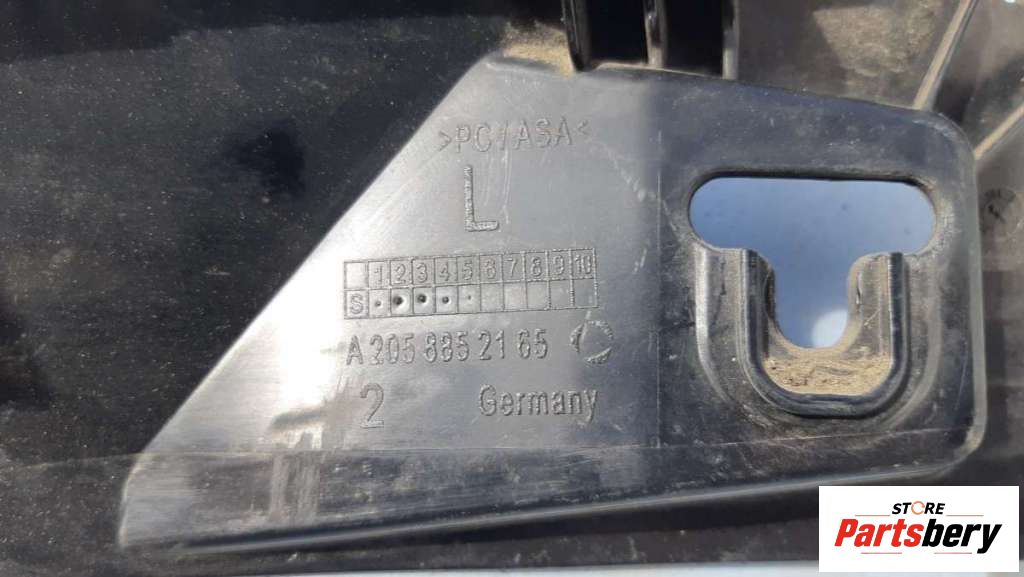 >PC/ASA<
L
1 2 3 4 5 6 7 8 9 10
S
A 205 885 21 65
2 Germany
STORE
Partsbery